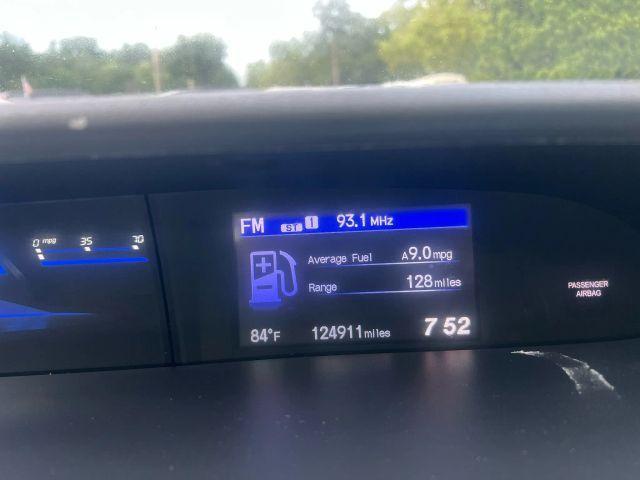 FM ST 1 93.1 MHz
0 mpg 35 70
Average Fuel A9.0 mpg
Range 128 miles
PASSENGER
AIRBAG
84°F 124911 miles 7 52